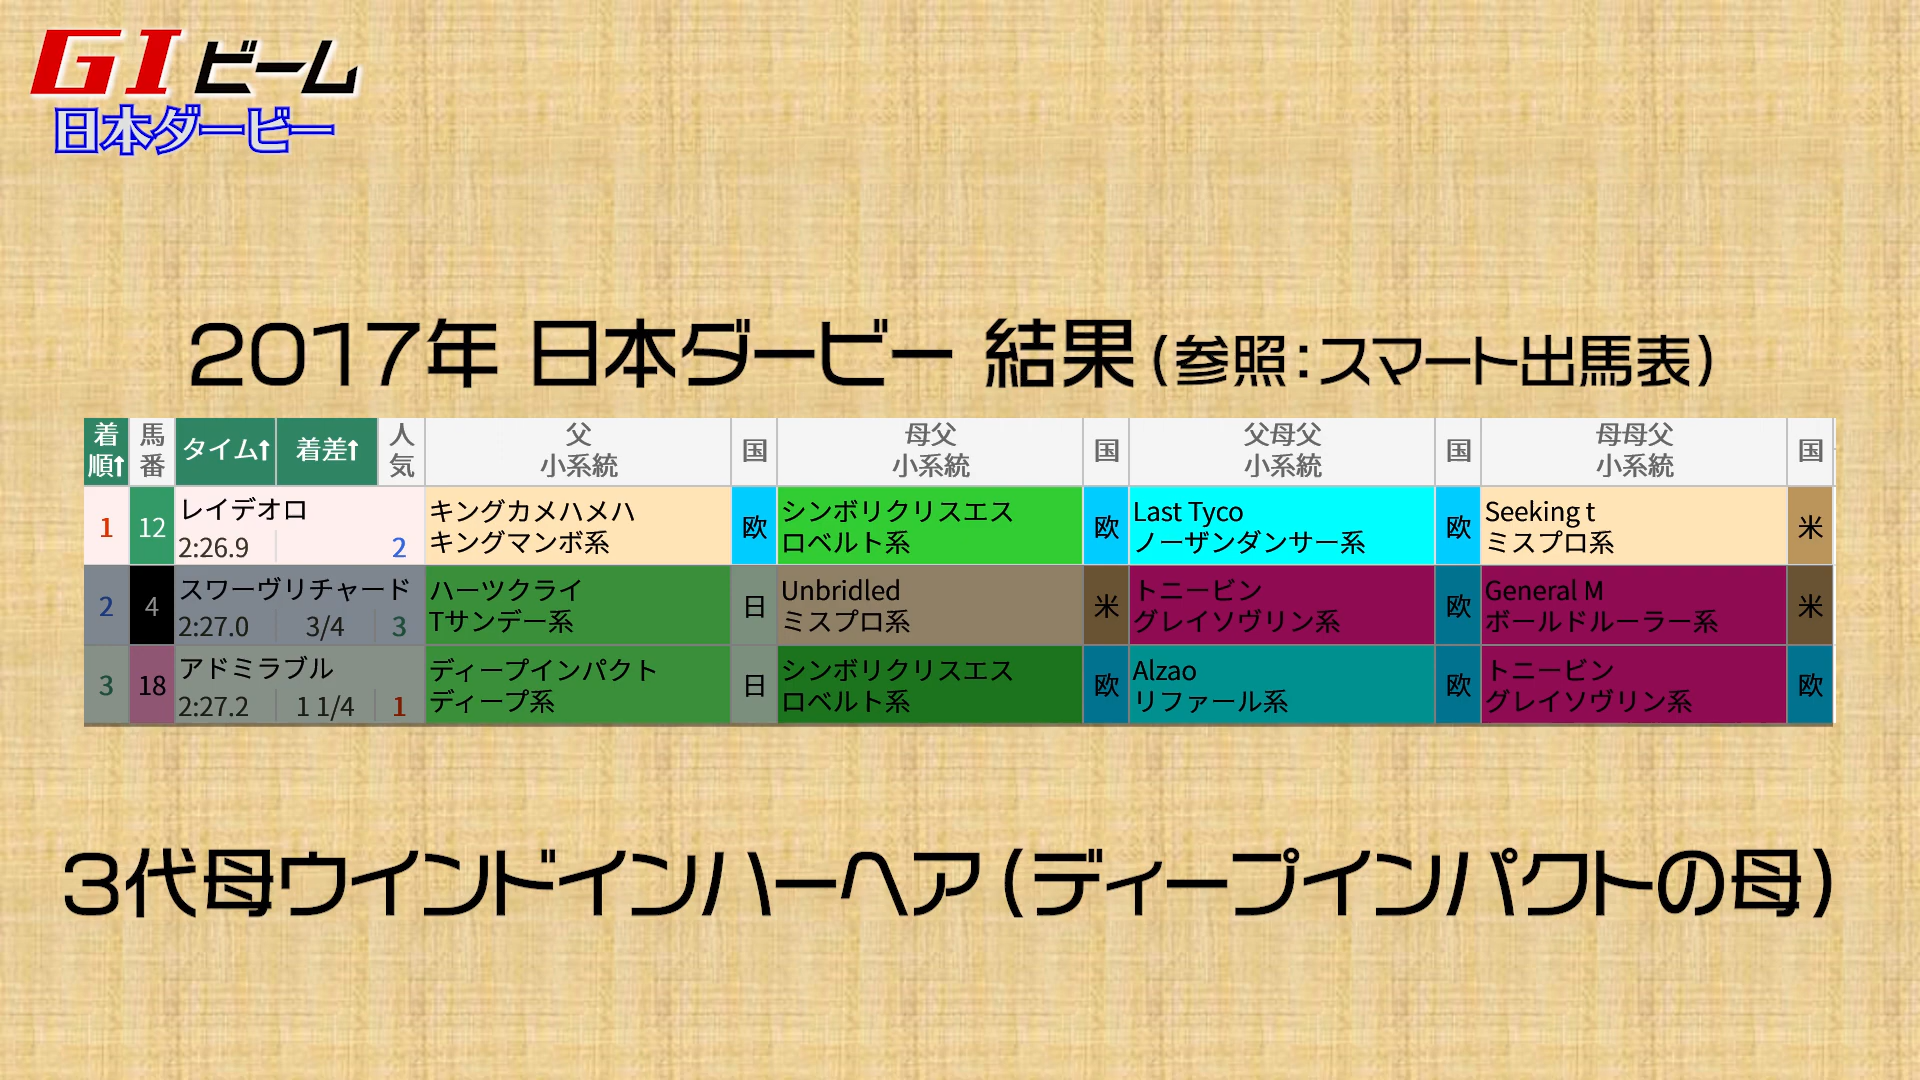 GIビーム
日本ダービー
2017年 日本ダービー 結果(参照:スマート出馬表)
着順↑ 馬番 タイム↑ 着差↑ 人気 父 小系統 国 母父 小系統 国 父母父 小系統 国 母母父 小系統 国
1 12 レイデオロ 2:26.9 2 キングカメハメハ キングマンボ系 欧 シンボリクリスエス ロベルト系 欧 Last Tyco ノーザンダンサー系 欧 Seeking t ミスプロ系 米
2 4 スワーヴリチャード 2:27.0 3/4 3 ハーツクライ Tサンデー系 日 Unbridled ミスプロ系 米 トニービン グレイソヴリン系 欧 General M ボールドルーラー系 米
3 18 アドミラブル 2:27.2 1 1/4 1 ディープインパクト ディープ系 日 シンボリクリスエス ロベルト系 欧 Alzao リファール系 欧 トニービン グレイソヴリン系 欧
3代母ウインドインハーヘア(ディープインパクトの母)